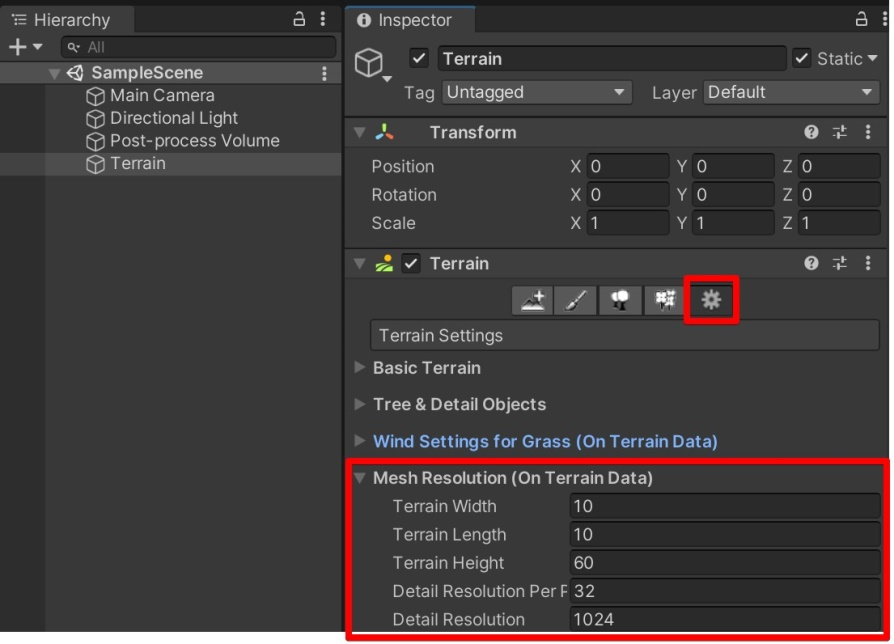 Hierarchy
All
SampleScene
Main Camera
Directional Light
Post-process Volume
Terrain
Inspector
Terrain Static
Tag Untagged Layer Default
Transform
Position X 0 Y 0 Z 0
Rotation X 0 Y 0 Z 0
Scale X 1 Y 1 Z 1
Terrain
Terrain Settings
Basic Terrain
Tree & Detail Objects
Wind Settings for Grass (On Terrain Data)
Mesh Resolution (On Terrain Data)
Terrain Width 10
Terrain Length 10
Terrain Height 60
Detail Resolution Per P 32
Detail Resolution 1024